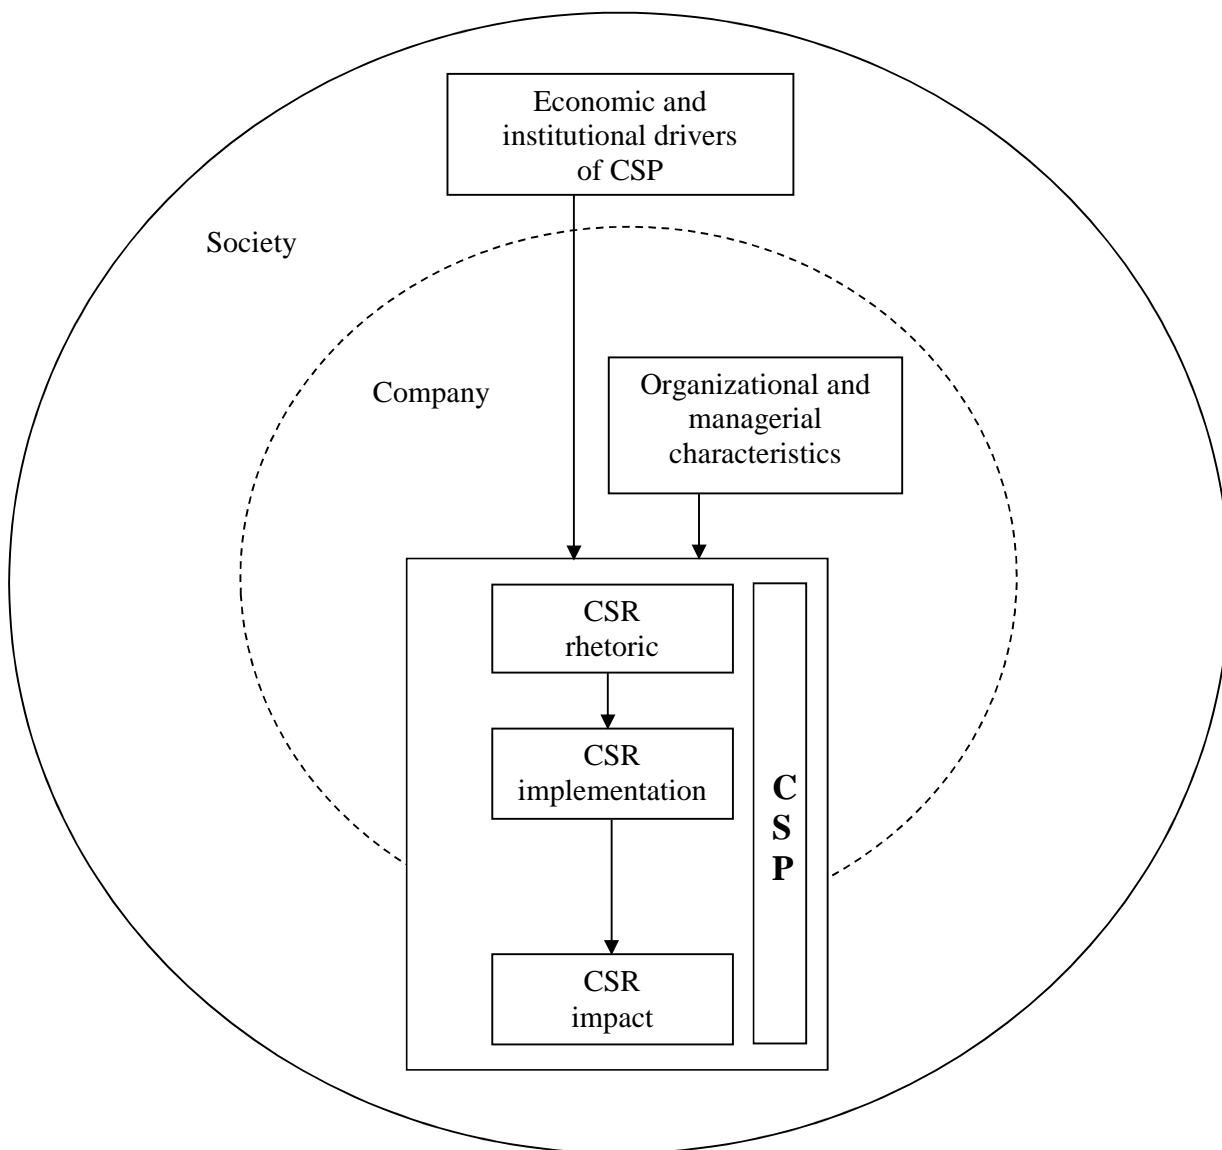 Economic and
institutional drivers
of CSP
Society
Company
Organizational and
managerial
characteristics
CSR
rhetoric
CSR
implementation
C
S
P
CSR
impact